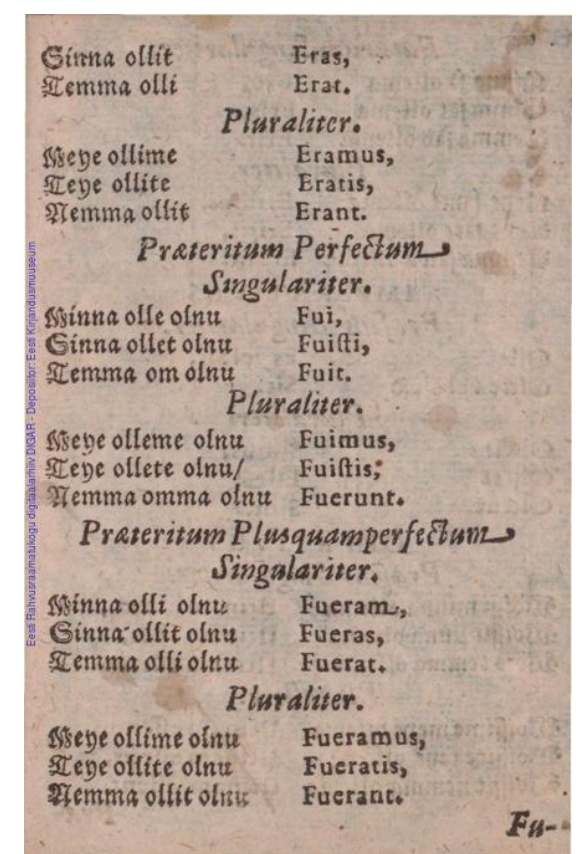 Sinna ollit Eras,
Temma olli Erat.
Pluraliter.
Meye ollime Eramus,
Teye ollite Eratis,
Nemma ollit Erant.
Præteritum Perfectum
Singulariter.
Minna olle olnu Fui,
Sinna ollet olnu Fuisti,
Temma om olnu Fuit.
Pluraliter.
Meye olleme olnu Fuimus,
Teye ollete olnu/ Fuistis;
Nemma omma olnu Fuerunt.
Præteritum Plusquamperfectum
Singulariter.
Minna olli olnu Fueram,
Sinna ollit olnu Fueras,
Temma olli olnu Fuerat.
Pluraliter.
Meye ollime olnu Fueramus,
Teye ollite olnu Fueratis,
Nemma ollit olnu Fuerant.
Fu-
Eesti Rahvusraamatukogu digitaalarhiiv DIGAR - Depositor: Eesti Kirjandusmuuseum